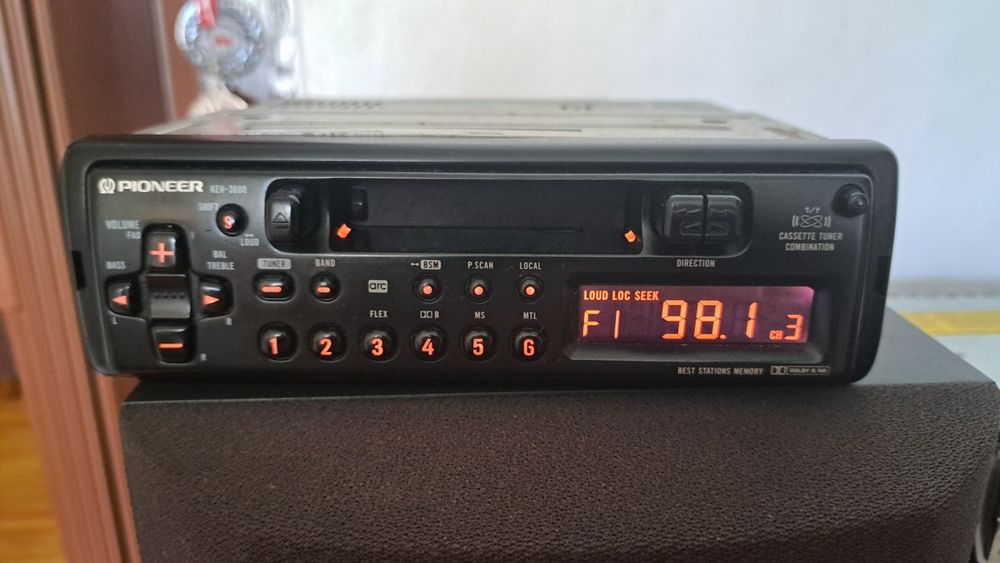 PIONEER KEH-3600
SHIFT
S
LOUD
VOLUME
FAD F
+
BASS
BAL
TREBLE
L
R
−
R
TUNER
BAND
arc
BSM
P.SCAN
LOCAL
FLEX
B
MS
MTL
1 2 3 4 5 6
DIRECTION
1/f
CASSETTE TUNER
COMBINATION
LOUD LOC SEEK
F1 98.1 CH 3
BEST STATIONS MEMORY DOLBY B NR